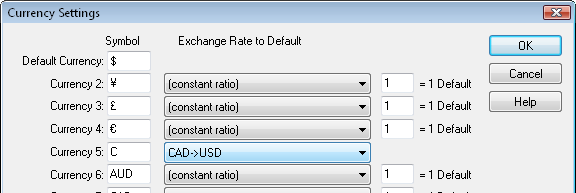 Currency Settings
Symbol Exchange Rate to Default
OK
Default Currency: $
Cancel
Currency 2: ¥ (constant ratio) 1 = 1 Default
Currency 3: £ (constant ratio) 1 = 1 Default
Help
Currency 4: € (constant ratio) 1 = 1 Default
Currency 5: C CAD->USD
Currency 6: AUD (constant ratio) 1 = 1 Default